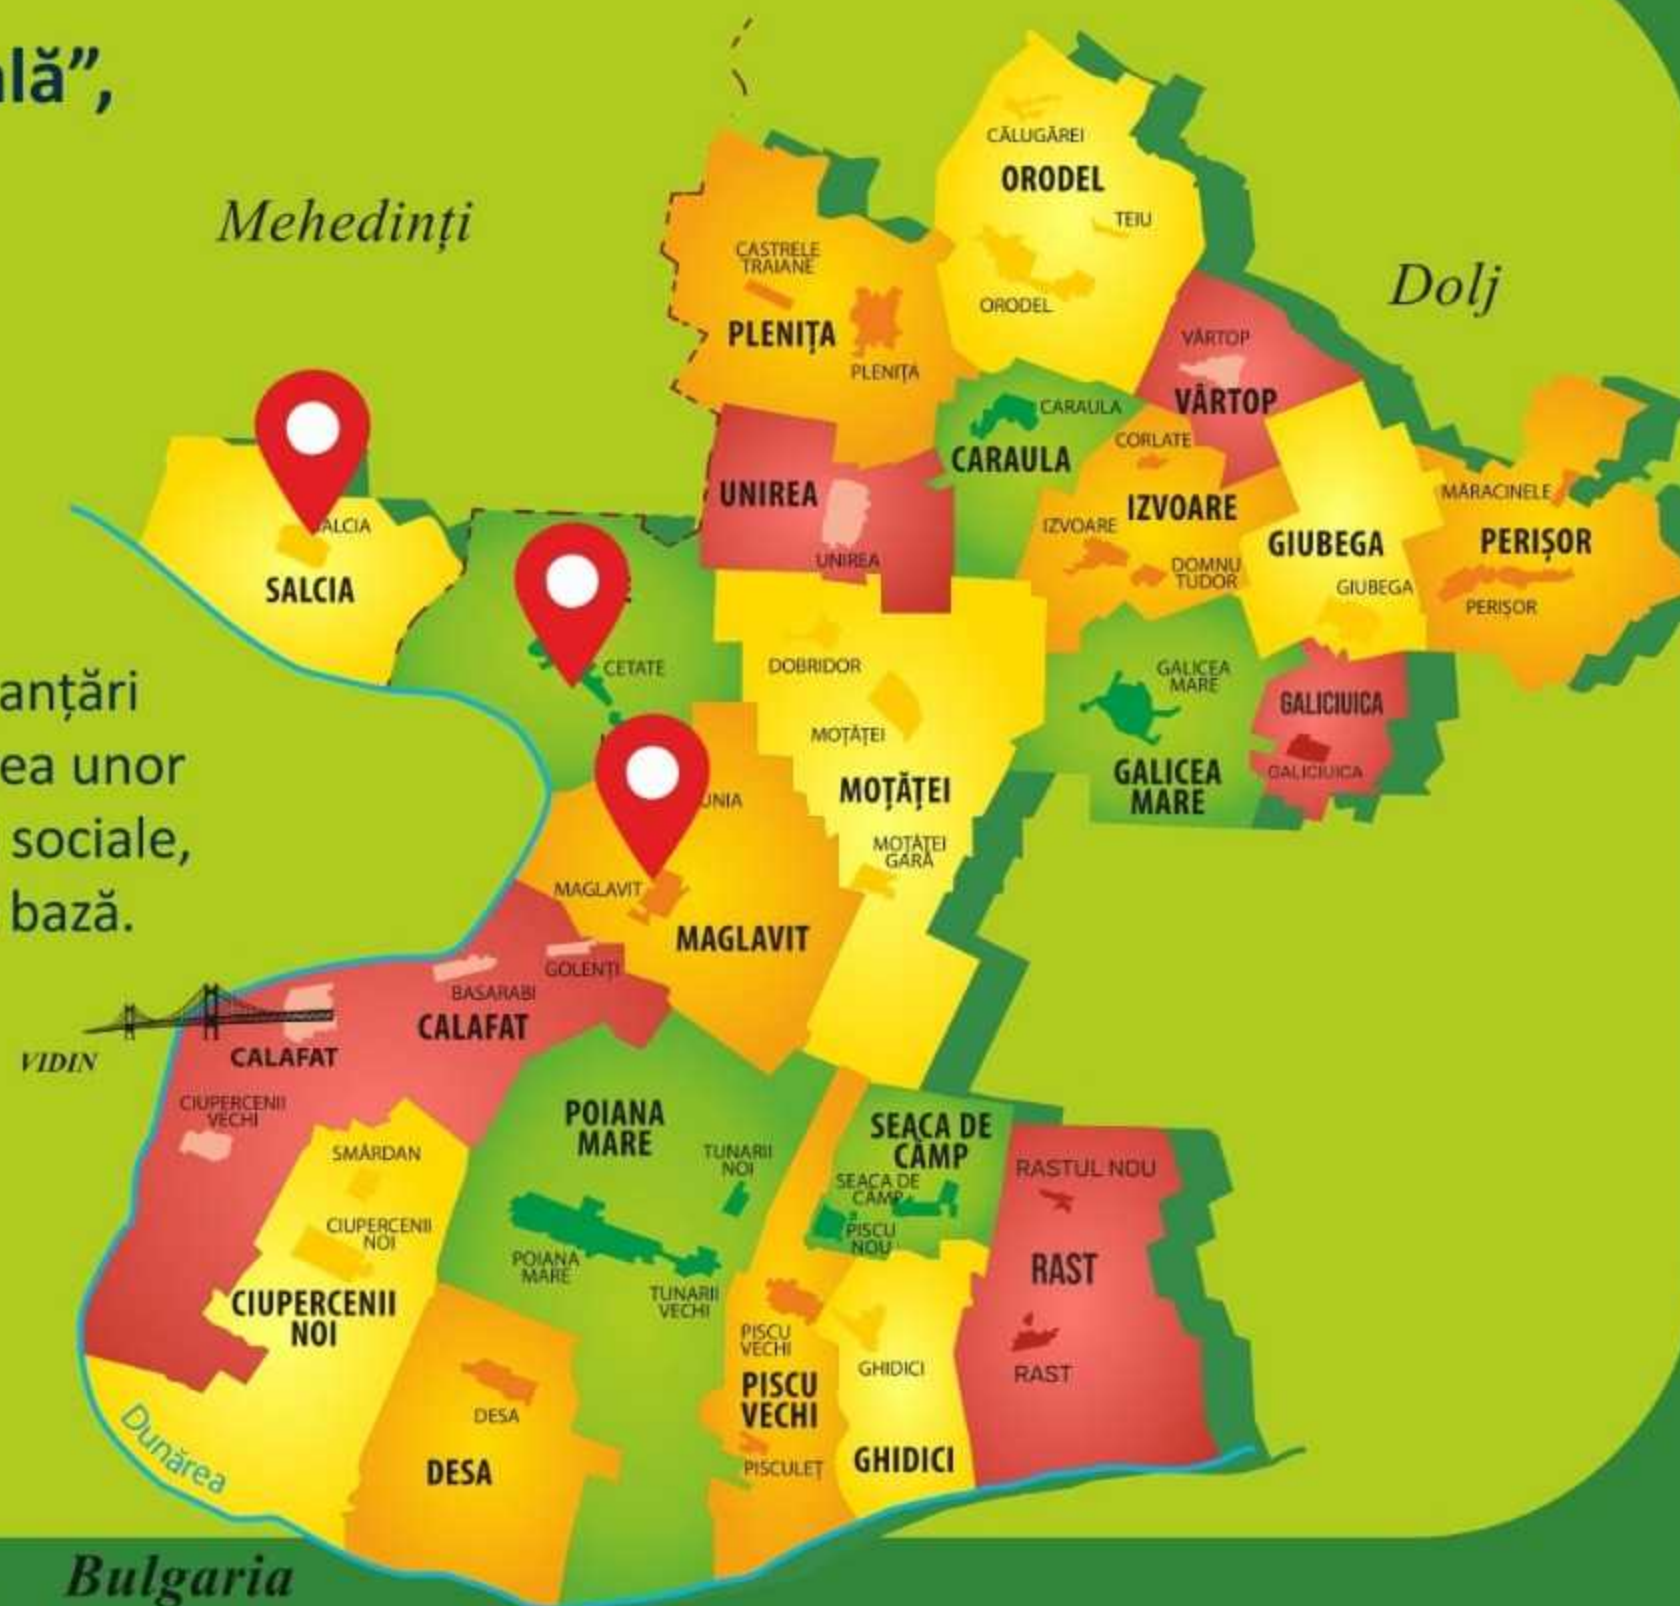 ală”,
Mehedinți
Dolj
CĂLUGĂREI
ORODEL
TEIU
ORODEL
CASTRELE
TRAIANE
PLENIȚA
PLENIȚA
VÂRTOP
VÂRTOP
CARAULA
CARAULA
CORLATE
IZVOARE
IZVOARE
DOMNU
TUDOR
UNIREA
UNIREA
GIUBEGA
GIUBEGA
MĂRACINELE
PERIȘOR
PERIȘOR
ALCIA
SALCIA
CETATE
DOBRIDOR
MOȚĂȚEI
MOȚĂȚEI
MOȚĂȚEI
GARĂ
GALICEA
MARE
GALICEA
MARE
GALICIUICA
GALICIUICA
anțări
ea unor
sociale,
bază.
UNIA
MAGLAVIT
MAGLAVIT
GOLENȚI
BASARABI
CALAFAT
CALAFAT
VIDIN
CIUPERCENII
VECHI
SMÂRDAN
CIUPERCENII
NOI
CIUPERCENII
NOI
POIANA
MARE
TUNARII
NOI
POIANA
MARE
TUNARII
VECHI
SEACA DE
CÂMP
SEACA DE
CÂMP
PISCU
NOU
RASTUL NOU
RAST
RAST
PISCU
VECHI
PISCU
VECHI
PISCULEȚ
GHIDICI
GHIDICI
DESA
DESA
Dunărea
Bulgaria